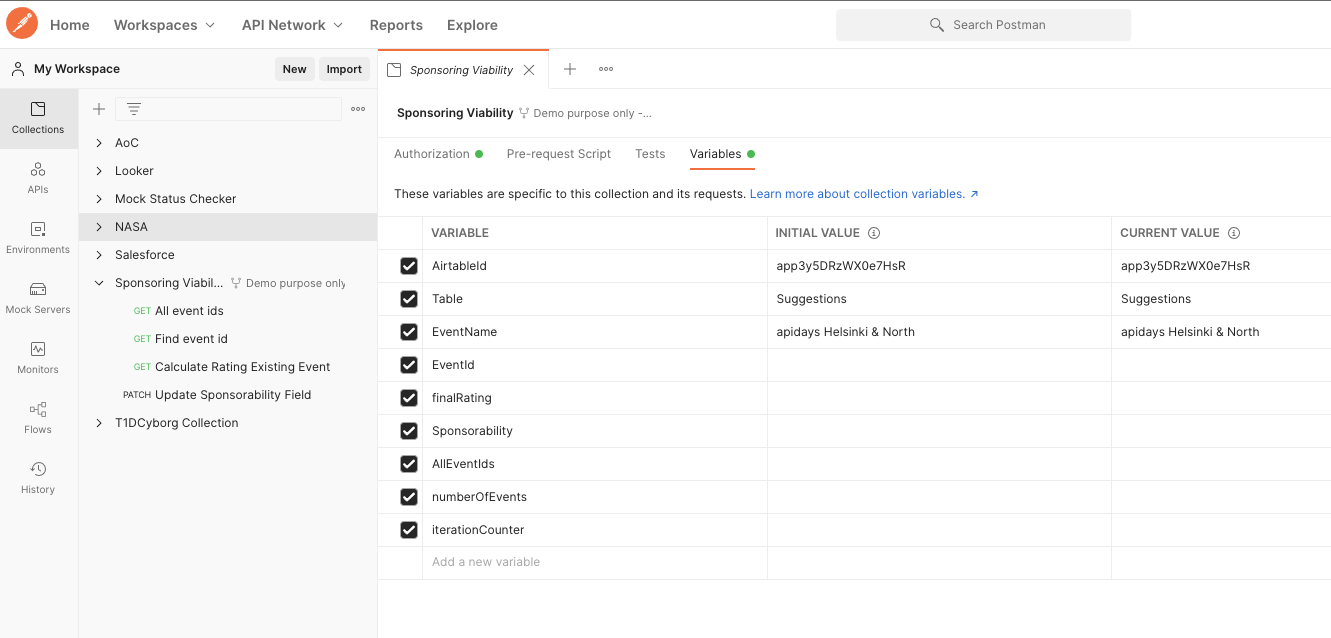 Home Workspaces API Network Reports Explore Search Postman
My Workspace New Import
Sponsoring Viability
Collections
APIs
Environments
Mock Servers
Monitors
Flows
History
AoC
Looker
Mock Status Checker
NASA
Salesforce
Sponsoring Viabil... Demo purpose only
GET All event ids
GET Find event id
GET Calculate Rating Existing Event
PATCH Update Sponsorability Field
T1DCyborg Collection
Sponsoring Viability Demo purpose only -...
Authorization Pre-request Script Tests Variables
These variables are specific to this collection and its requests. Learn more about collection variables. ↗
VARIABLE INITIAL VALUE CURRENT VALUE
AirtableId app3y5DRzWX0e7HsR app3y5DRzWX0e7HsR
Table Suggestions Suggestions
EventName apidays Helsinki & North apidays Helsinki & North
EventId
finalRating
Sponsorability
AllEventIds
numberOfEvents
iterationCounter
Add a new variable